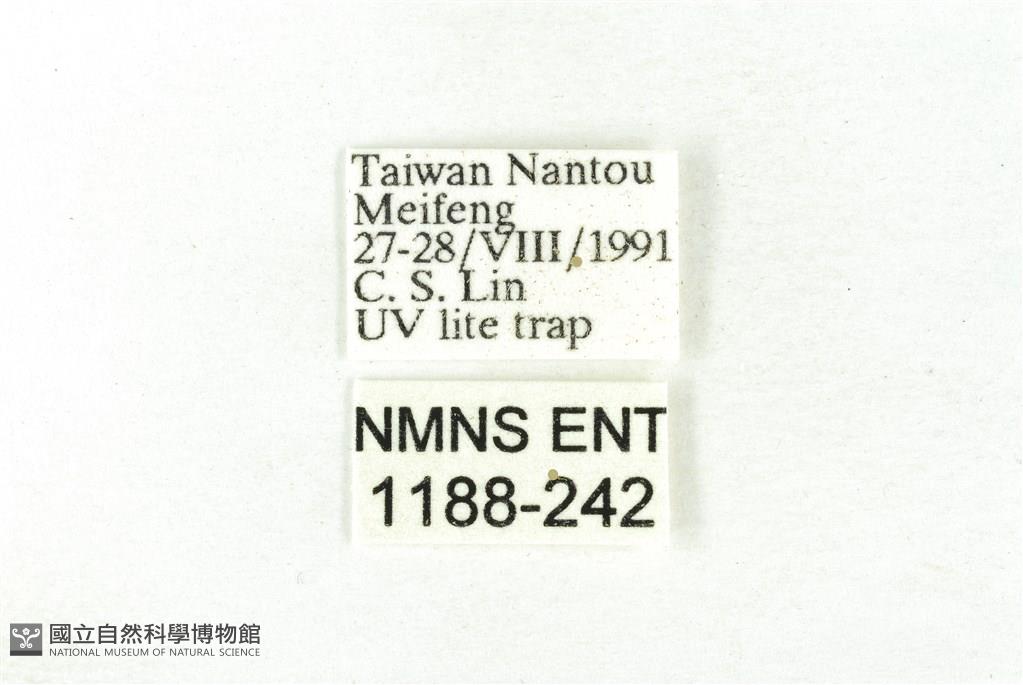 Taiwan Nantou
Meifeng
27-28/VIII/1991
C. S. Lin
UV lite trap
NMNS ENT
1188-242
國立自然科學博物館
NATIONAL MUSEUM OF NATURAL SCIENCE